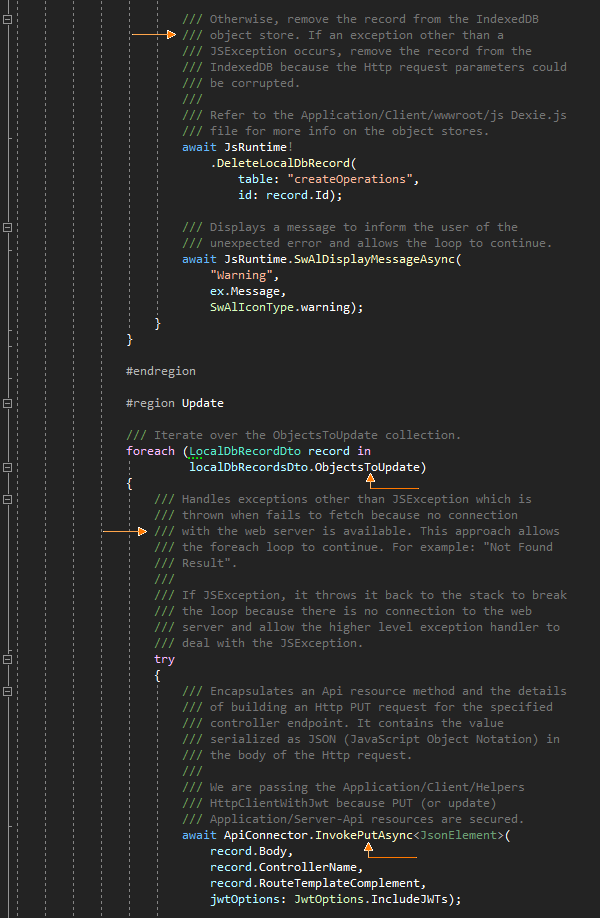 /// Otherwise, remove the record from the IndexedDB
/// object store. If an exception other than a
/// JSException occurs, remove the record from the
/// IndexedDB because the Http request parameters could
/// be corrupted.
///
/// Refer to the Application/Client/wwwroot/js Dexie.js
/// file for more info on the object stores.
await JsRuntime!
.DeleteLocalDbRecord(
table: "createOperations",
id: record.Id);
/// Displays a message to inform the user of the
/// unexpected error and allows the loop to continue.
await JsRuntime.SwAlDisplayMessageAsync(
"Warning",
ex.Message,
SwAlIconType.warning);
}
}
#endregion
#region Update
/// Iterate over the ObjectsToUpdate collection.
foreach (LocalDbRecordDto record in
localDbRecordsDto.ObjectsToUpdate)
{
/// Handles exceptions other than JSException which is
/// thrown when fails to fetch because no connection
/// with the web server is available. This approach allows
/// the foreach loop to continue. For example: "Not Found
/// Result".
///
/// If JSException, it throws it back to the stack to break
/// the loop because there is no connection to the web
/// server and allow the higher level exception handler to
/// deal with the JSException.
try
{
/// Encapsulates an Api resource method and the details
/// of building an Http PUT request for the specified
/// controller endpoint. It contains the value
/// serialized as JSON (JavaScript Object Notation) in
/// the body of the Http request.
///
/// We are passing the Application/Client/Helpers
/// HttpClientWithJwt because PUT (or update)
/// Application/Server-Api resources are secured.
await ApiConnector.InvokePutAsync<JsonElement>(
record.Body,
record.ControllerName,
record.RouteTemplateComplement,
jwtOptions: JwtOptions.IncludeJWTs);